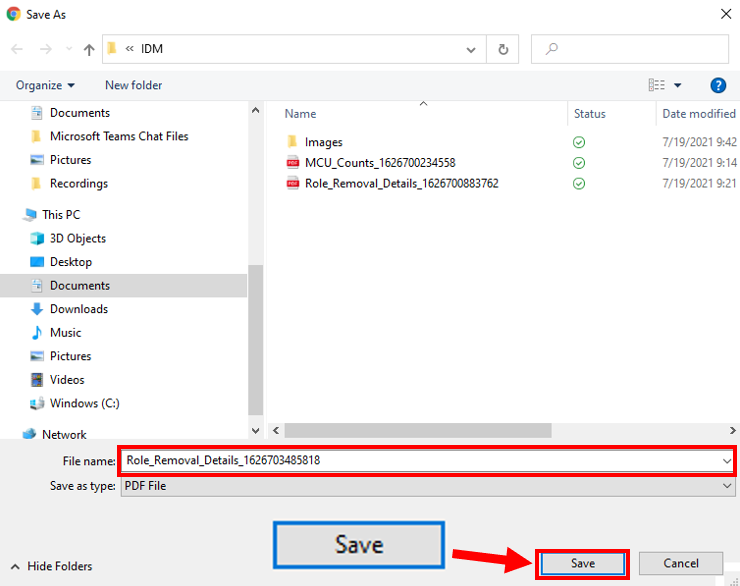 Save As
« IDM
Organize New folder
Name Status Date modified
Documents
Microsoft Teams Chat Files
Pictures
Recordings
This PC
3D Objects
Desktop
Documents
Downloads
Music
Pictures
Videos
Windows (C:)
Network
Images 7/19/2021 9:42
PDF MCU_Counts_1626700234558 7/19/2021 9:14
PDF Role_Removal_Details_1626700883762 7/19/2021 9:21
File name: Role_Removal_Details_1626703485818
Save as type: PDF File
Save
Hide Folders Save Cancel